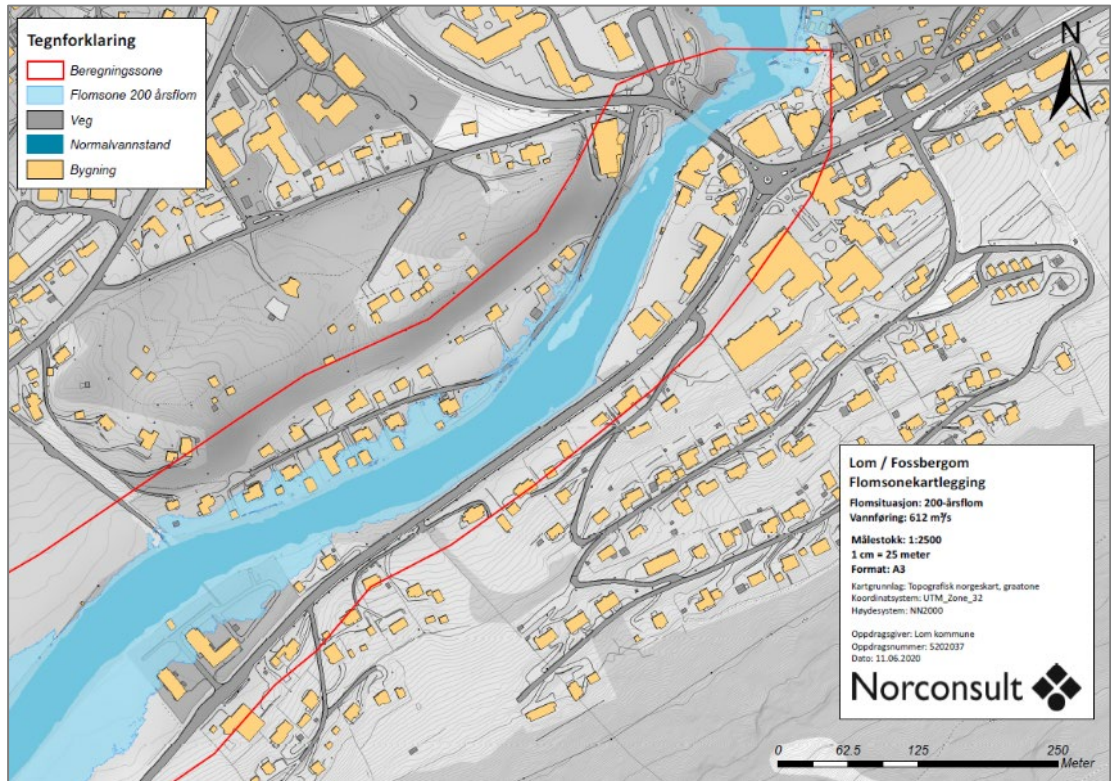 Tegnforklaring
Beregningssone
Flomsone 200 årsflom
Veg
Normalvannstand
Bygning
N
Lom / Fossbergom
Flomsonekartlegging
Flomsituasjon: 200-årsflom
Vannføring: 612 m³/s
Målestokk: 1:2500
1 cm = 25 meter
Format: A3
Kartgrunnlag: Topografisk norgeskart, graatone
Koordinatsystem: UTM_Zone_32
Høydesystem: NN2000
Oppdragsgiver: Lom kommune
Oppdragsnummer: 5202037
Dato: 11.06.2020
Norconsult
0 62.5 125 250
Meter